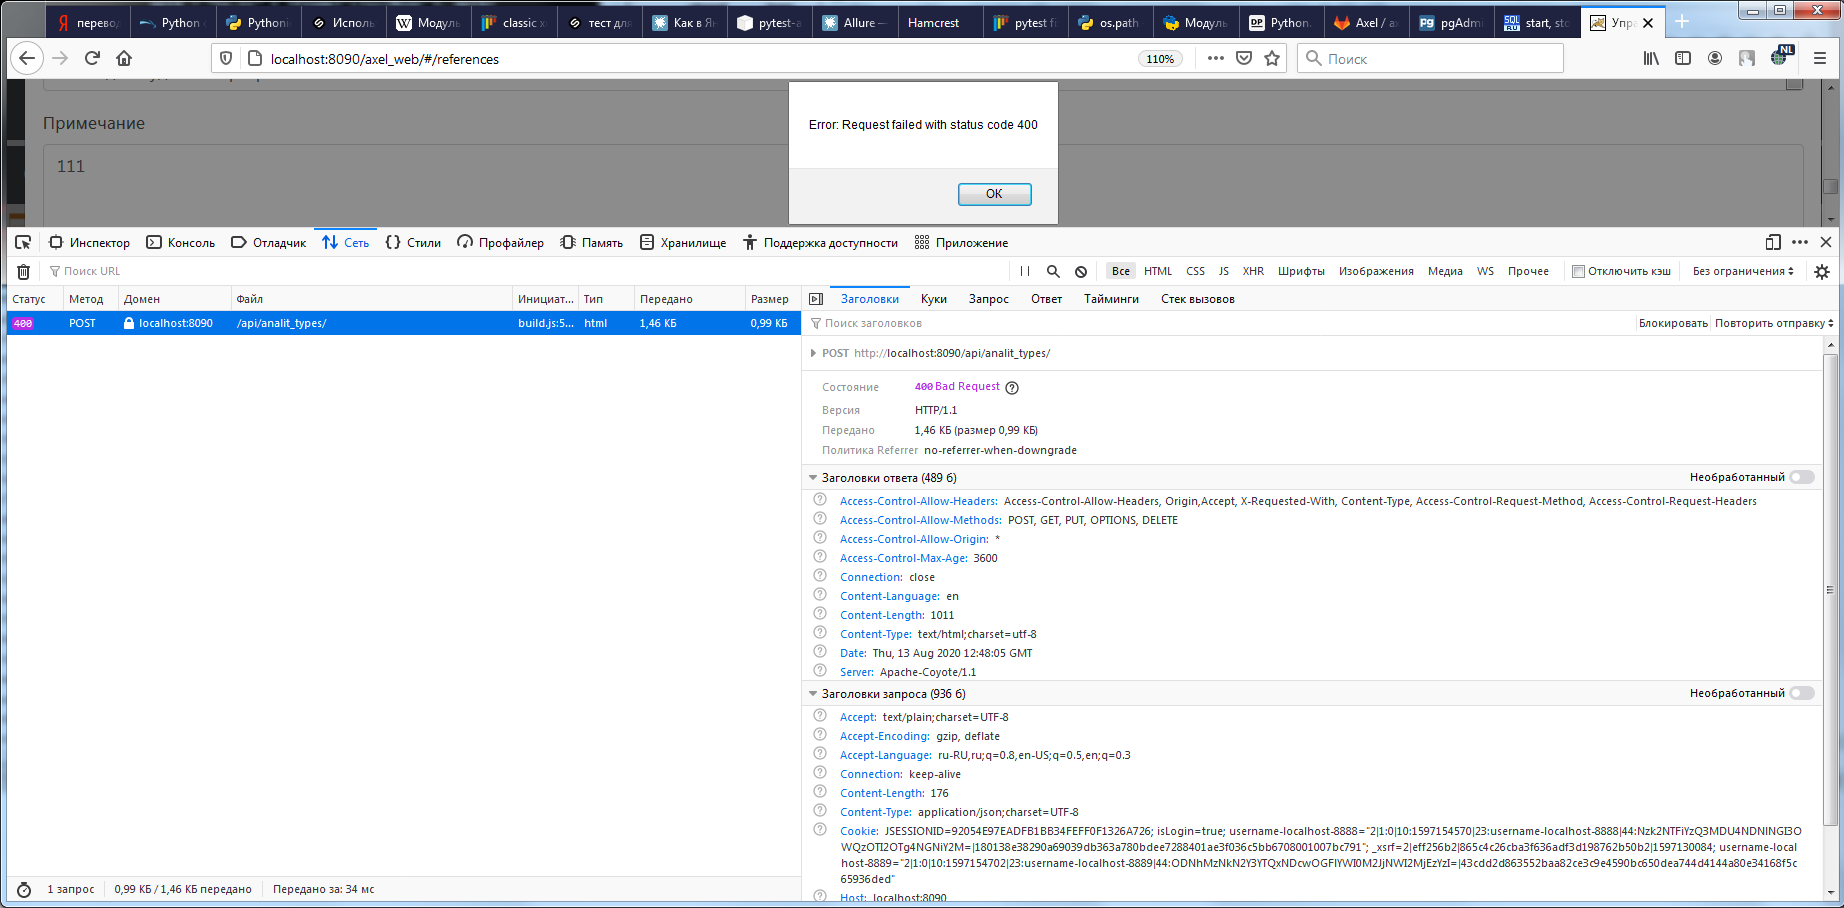 перевод
Python
Pythoni
Исполь
Модуль
classic x
тест для
Как в Ян
pytest-a
Allure —
Hamcrest
pytest fi
os.path
Модуль
Python.
Axel / ax
pgAdmi
start, sto
Упра
localhost:8090/axel_web/#/references
110%
Поиск
NL
Примечание
111
Error: Request failed with status code 400
OK
Инспектор Консоль Отладчик Сеть Стили Профайлер Память Хранилище Поддержка доступности Приложение
Поиск URL
Все HTML CSS JS XHR Шрифты Изображения Медиа WS Прочее Отключить кэш Без ограничения
Статус Метод Домен Файл Инициат... Тип Передано Размер
400 POST localhost:8090 /api/analit_types/ build.js:5... html 1,46 КБ 0,99 КБ
Заголовки Куки Запрос Ответ Тайминги Стек вызовов
Поиск заголовков Блокировать Повторить отправку
POST http://localhost:8090/api/analit_types/
Состояние 400 Bad Request
Версия HTTP/1.1
Передано 1,46 КБ (размер 0,99 КБ)
Политика Referrer no-referrer-when-downgrade
Заголовки ответа (489 б) Необработанный
Access-Control-Allow-Headers: Access-Control-Allow-Headers, Origin,Accept, X-Requested-With, Content-Type, Access-Control-Request-Method, Access-Control-Request-Headers
Access-Control-Allow-Methods: POST, GET, PUT, OPTIONS, DELETE
Access-Control-Allow-Origin: *
Access-Control-Max-Age: 3600
Connection: close
Content-Language: en
Content-Length: 1011
Content-Type: text/html;charset=utf-8
Date: Thu, 13 Aug 2020 12:48:05 GMT
Server: Apache-Coyote/1.1
Заголовки запроса (936 б) Необработанный
Accept: text/plain;charset=UTF-8
Accept-Encoding: gzip, deflate
Accept-Language: ru-RU,ru;q=0.8,en-US;q=0.5,en;q=0.3
Connection: keep-alive
Content-Length: 176
Content-Type: application/json;charset=UTF-8
Cookie: JSESSIONID=92054E97EADFB1BB34FEFF0F1326A726; isLogin=true; username-localhost-8888="2|1:0|10:1597154570|23:username-localhost-8888|44:Nzk2NTFiYzQ3MDU4NDNlNGI3O
WQzOTI2OTg4NGNiY2M=|180138e38290a69039db363a780bdee7288401ae3f036c5bb6708001007bc791"; _xsrf=2|eff256b2|865c4c26cba3f636adf3d198762b50b2|1597130084; username-local
host-8889="2|1:0|10:1597154702|23:username-localhost-8889|44:ODNhMzNkN2Y3YTQxNDcwOGFlYWI0M2JjNWI2MjEzYzI=|43cdd2d863552baa82ce3c9e4590bc650dea744d4144a80e34168f5c
65936ded"
Host: localhost:8090
1 запрос 0,99 КБ / 1,46 КБ передано Передано за: 34 мс